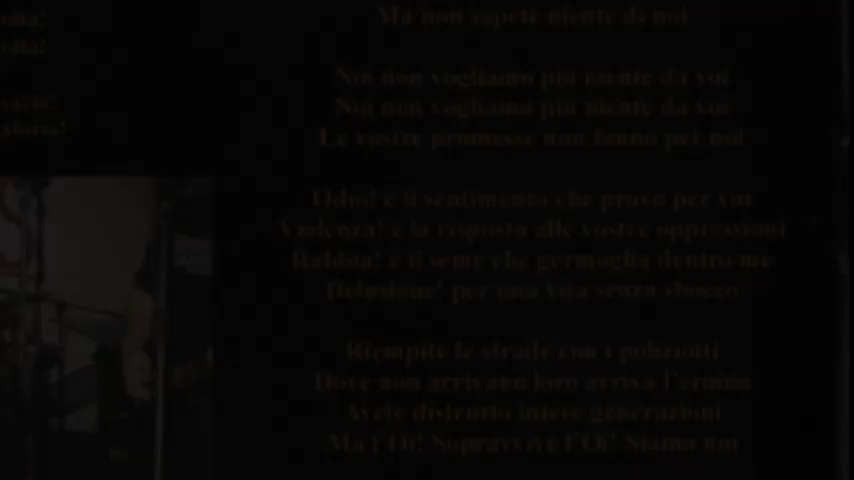 Ma non sapete niente di noi
Noi non vogliamo più niente da voi
Noi non vogliamo più niente da voi
Le vostre promesse non fanno per noi
Odio! è il sentimento che provo per voi
Violenza! è la risposta alle vostre oppressioni
Rabbia! è il seme che germoglia dentro me
Delusione! per una vita senza sbocco
Riempite le strade con i poliziotti
Dove non arrivano loro arriva l'eroina
Avete distrutto intere generazioni
Ma l'Oi! Sopravvive l'Oi! Siamo noi